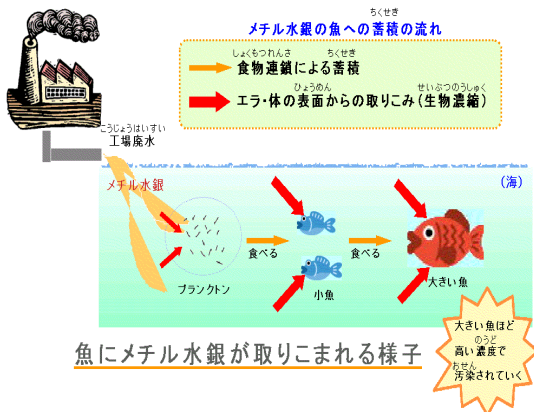 メチル水銀の魚への蓄積の流れ
ちくせき
しょくもつれんさ ちくせき
食物連鎖による蓄積
ひょうめん せいぶつのうしゅく
エラ・体の表面からの取りこみ(生物濃縮)
こうじょうはいすい
工場廃水
メチル水銀
(海)
プランクトン
食べる
小魚
食べる
大きい魚
大きい魚ほど
のうど
高い濃度で
おせん
汚染されていく
魚にメチル水銀が取りこまれる様子